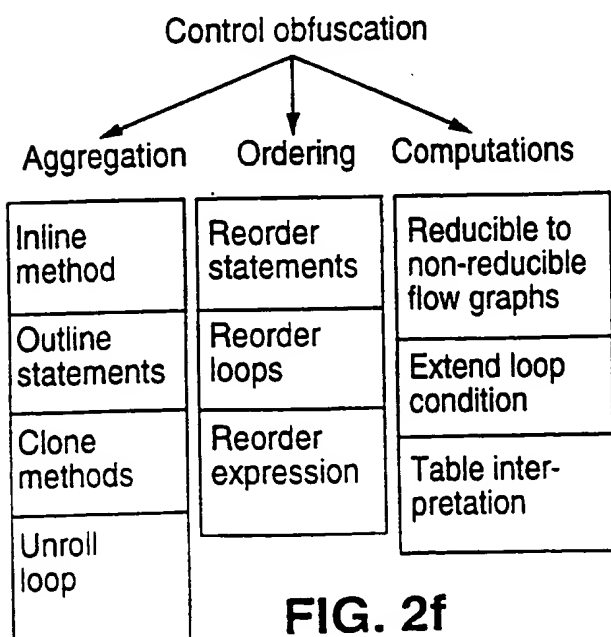 Control obfuscation
Aggregation Ordering Computations
Inline
method
Outline
statements
Clone
methods
Unroll
loop
Reorder
statements
Reorder
loops
Reorder
expression
Reducible to
non-reducible
flow graphs
Extend loop
condition
Table inter-
pretation
FIG. 2f